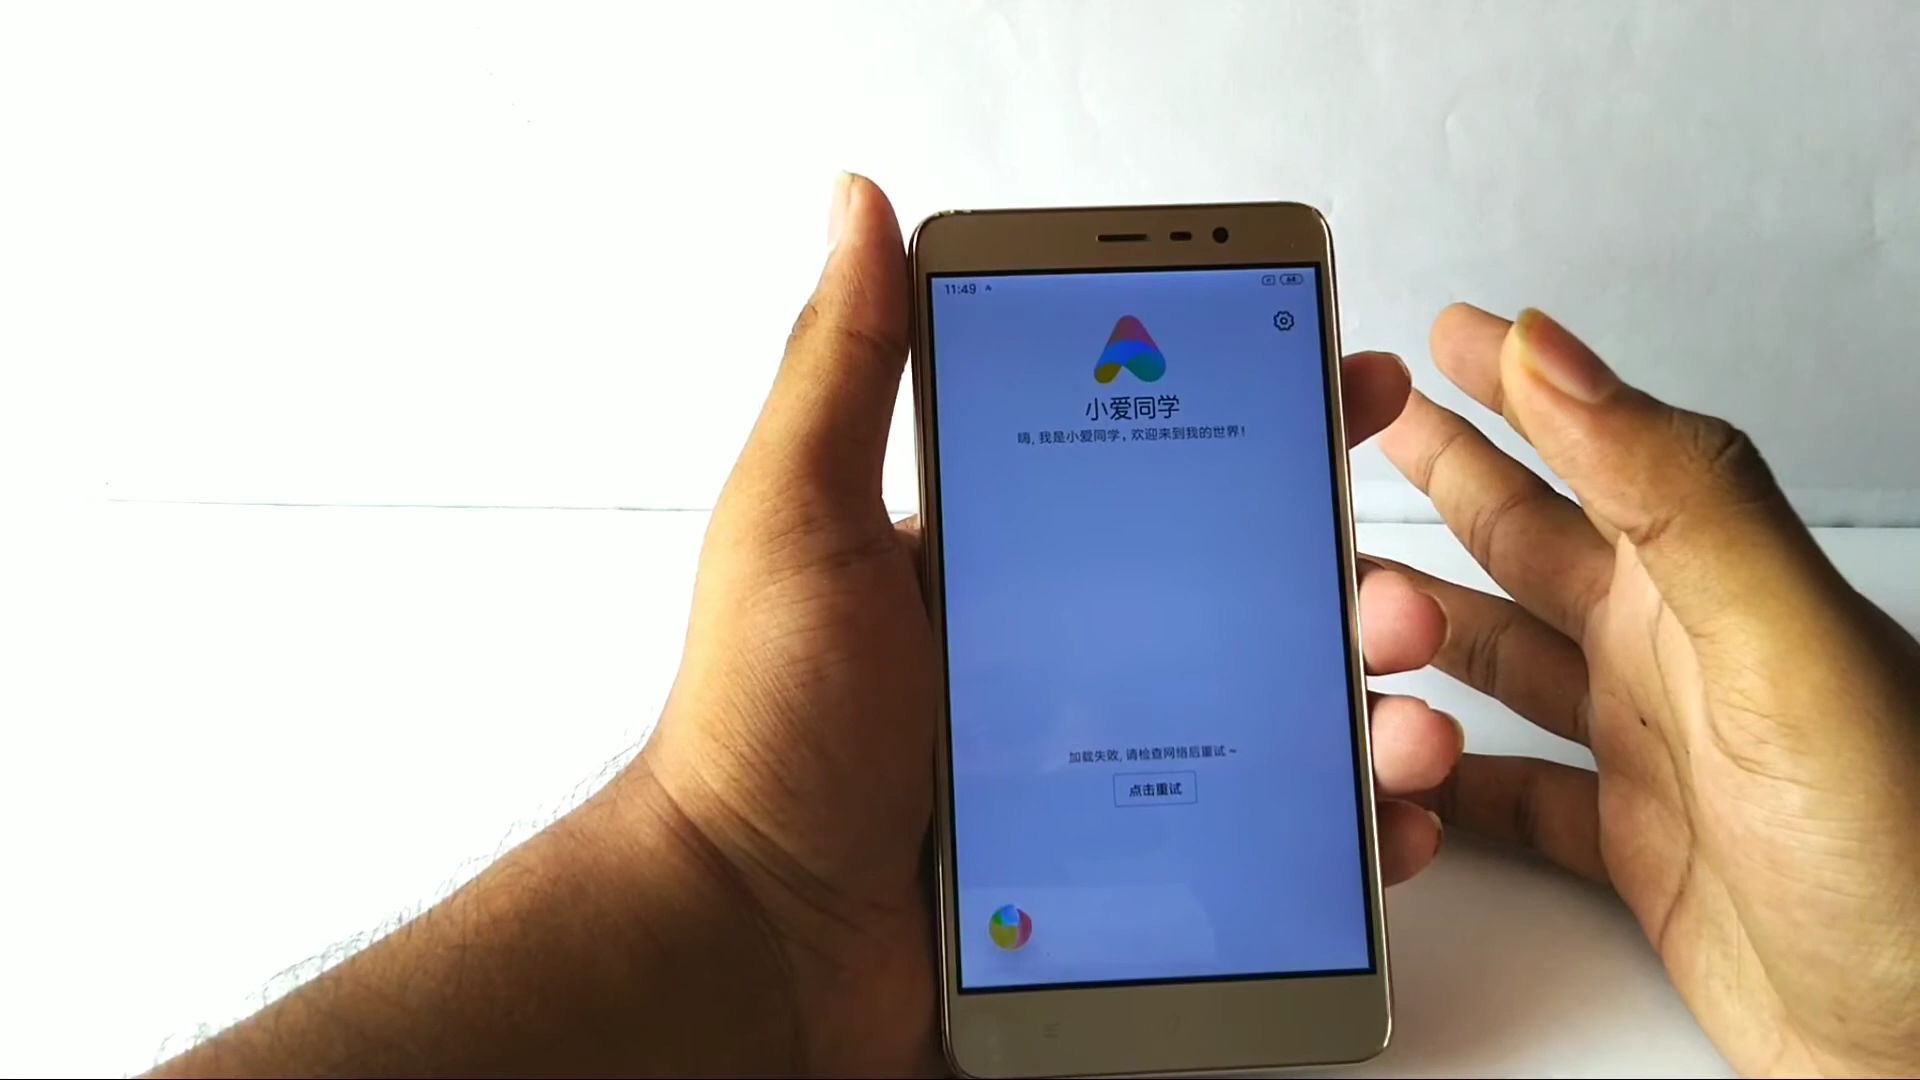 11:49
68
小爱同学
嗨, 我是小爱同学，欢迎来到我的世界！
加载失败, 请检查网络后重试 ~
点击重试